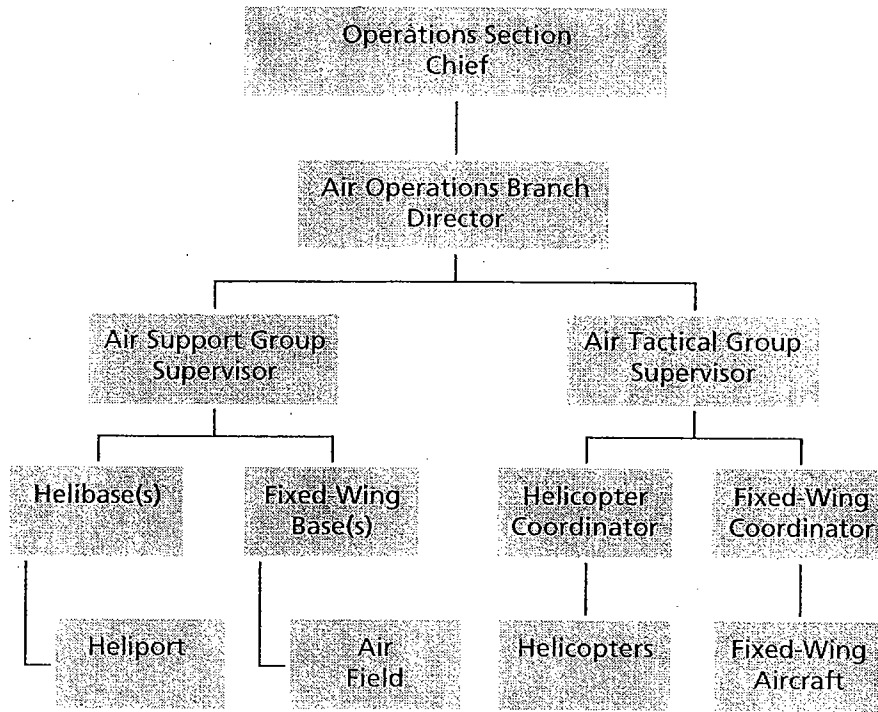 Operations Section
Chief
Air Operations Branch
Director
Air Support Group
Supervisor
Air Tactical Group
Supervisor
Helibase(s)
Fixed-Wing
Base(s)
Helicopter
Coordinator
Fixed-Wing
Coordinator
Heliport
Air
Field
Helicopters
Fixed-Wing
Aircraft